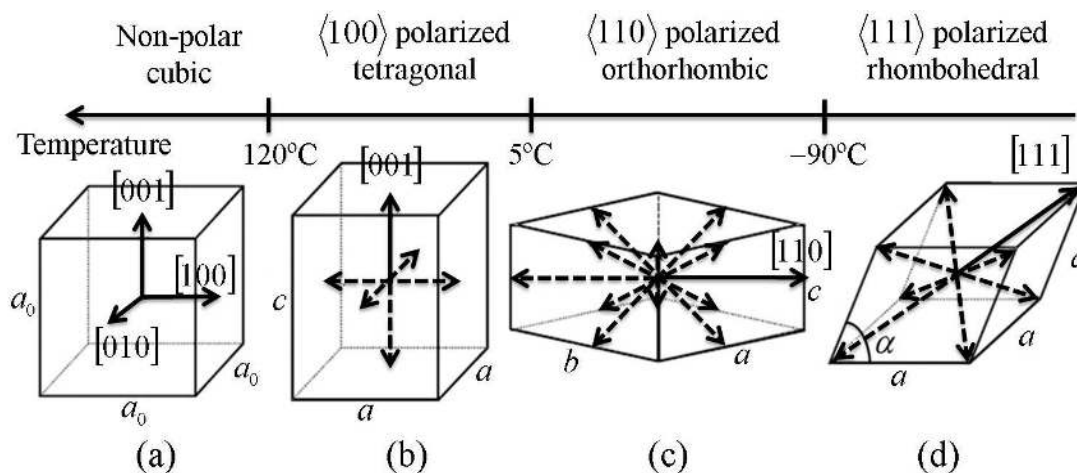 Non-polar
cubic
⟨100⟩ polarized
tetragonal
⟨110⟩ polarized
orthorhombic
⟨111⟩ polarized
rhombohedral
Temperature
120°C
5°C
−90°C
[001]
[100]
[010]
a₀
a₀
a₀
(a)
[001]
c
a
a
(b)
[110]
c
b
a
(c)
[111]
a
α
a
a
(d)